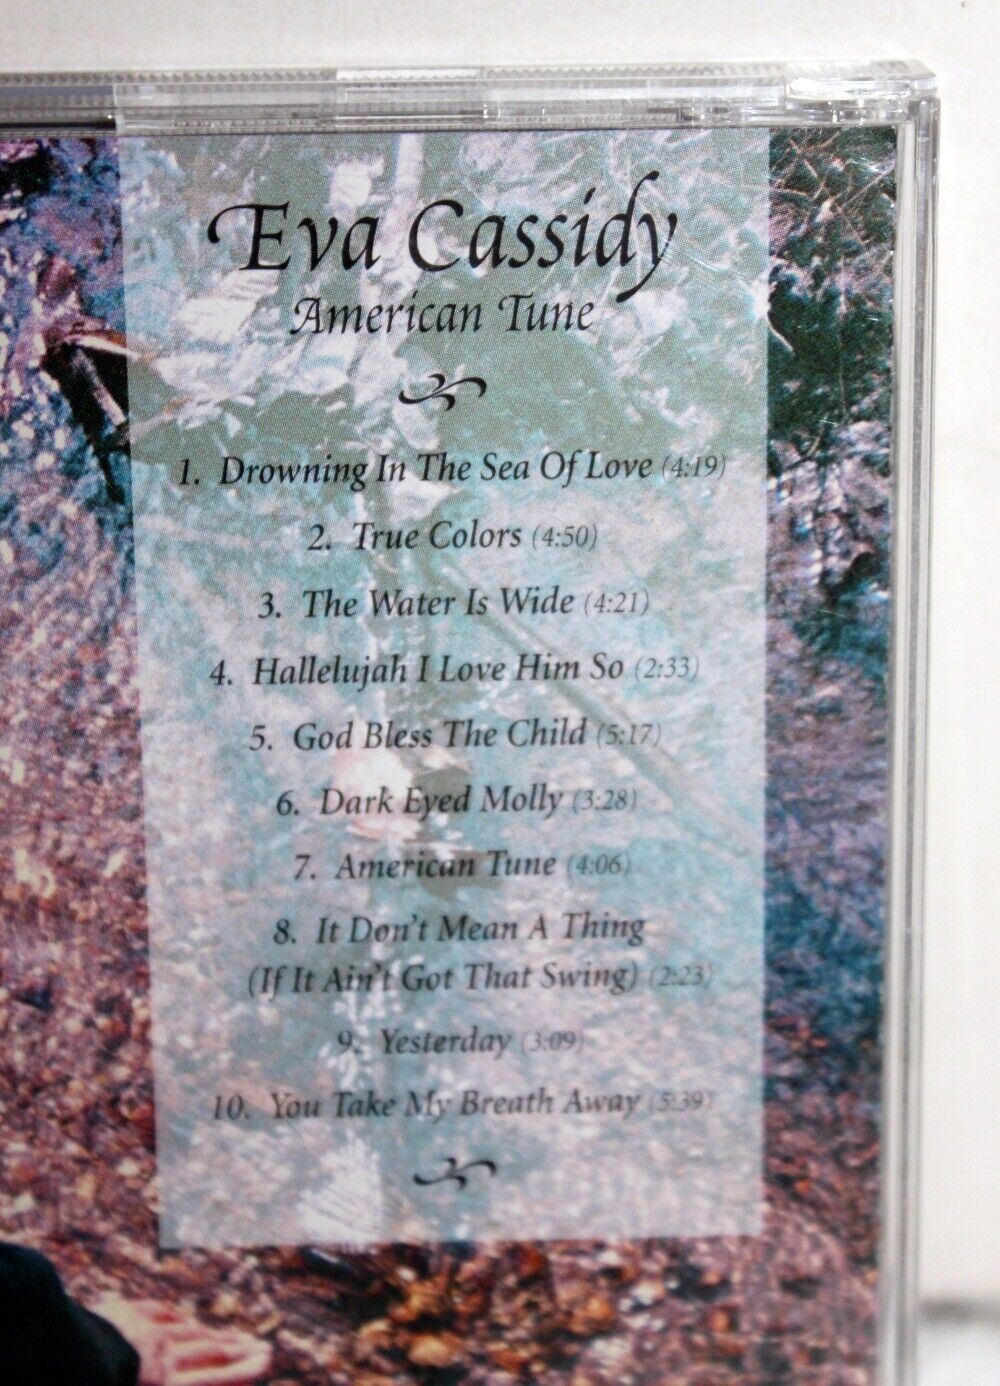 Eva Cassidy
American Tune
1. Drowning In The Sea Of Love (4:19)
2. True Colors (4:50)
3. The Water Is Wide (4:21)
4. Hallelujah I Love Him So (2:33)
5. God Bless The Child (5:17)
6. Dark Eyed Molly (3:28)
7. American Tune (4:06)
8. It Don't Mean A Thing
(If It Ain't Got That Swing) (2:23)
9. Yesterday (3:09)
10. You Take My Breath Away (5:39)